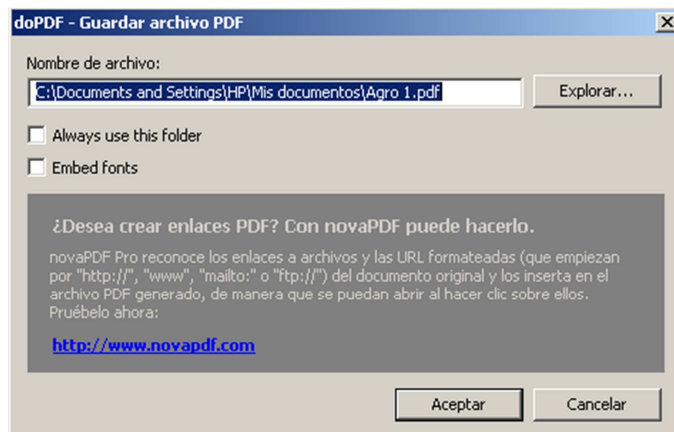 doPDF - Guardar archivo PDF
Nombre de archivo:
C:\Documents and Settings\HP\Mis documentos\Agro 1.pdf
Explorar...
Always use this folder
Embed fonts
¿Desea crear enlaces PDF? Con novaPDF puede hacerlo.
novaPDF Pro reconoce los enlaces a archivos y las URL formateadas (que empiezan
por "http://", "www", "mailto:" o "ftp://") del documento original y los inserta en el
archivo PDF generado, de manera que se puedan abrir al hacer clic sobre ellos.
Pruébelo ahora:
http://www.novapdf.com
Aceptar
Cancelar